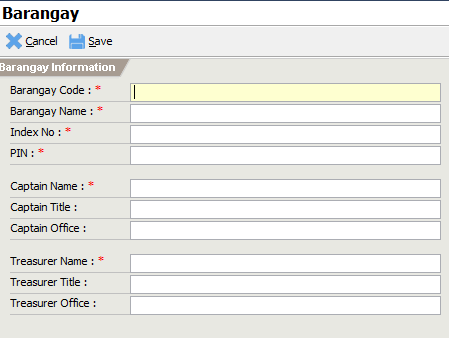 Barangay
Cancel Save
Barangay Information
Barangay Code : *
Barangay Name : *
Index No : *
PIN : *
Captain Name : *
Captain Title :
Captain Office :
Treasurer Name : *
Treasurer Title :
Treasurer Office :